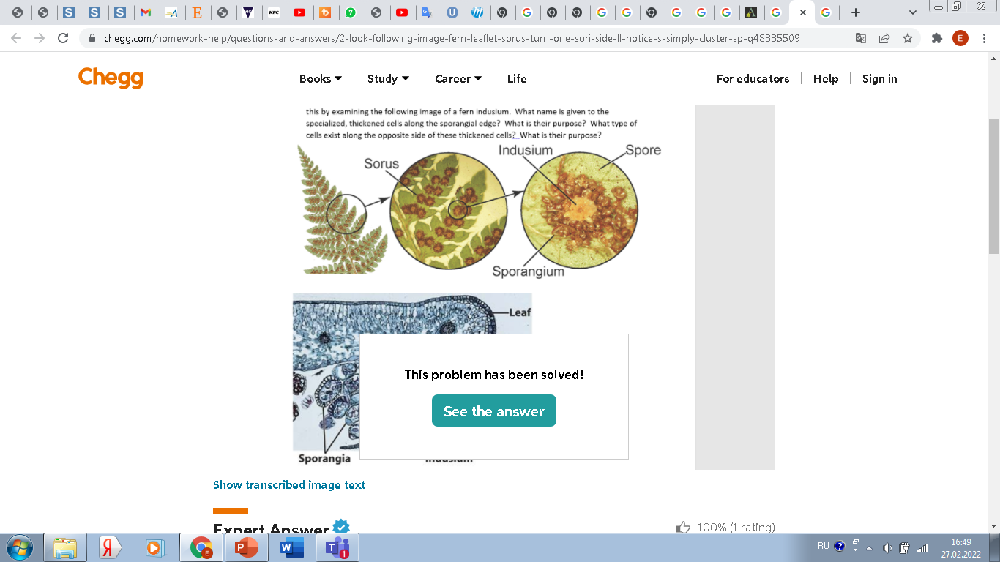 chegg.com/homework-help/questions-and-answers/2-look-following-image-fern-leaflet-sorus-turn-one-sori-side-ll-notice-s-simply-cluster-sp-q48335509
E
Chegg
Books Study Career Life
For educators Help Sign in
this by examining the following image of a fern indusium. What name is given to the
specialized, thickened cells along the sporangial edge? What is their purpose? What type of
cells exist along the opposite side of these thickened cells? What is their purpose?
Indusium
Spore
Sorus
Sporangium
Leaf
This problem has been solved!
See the answer
Sporangia
Indusium
Show transcribed image text
Expert Answer
100% (1 rating)
RU
16:49
27.02.2022